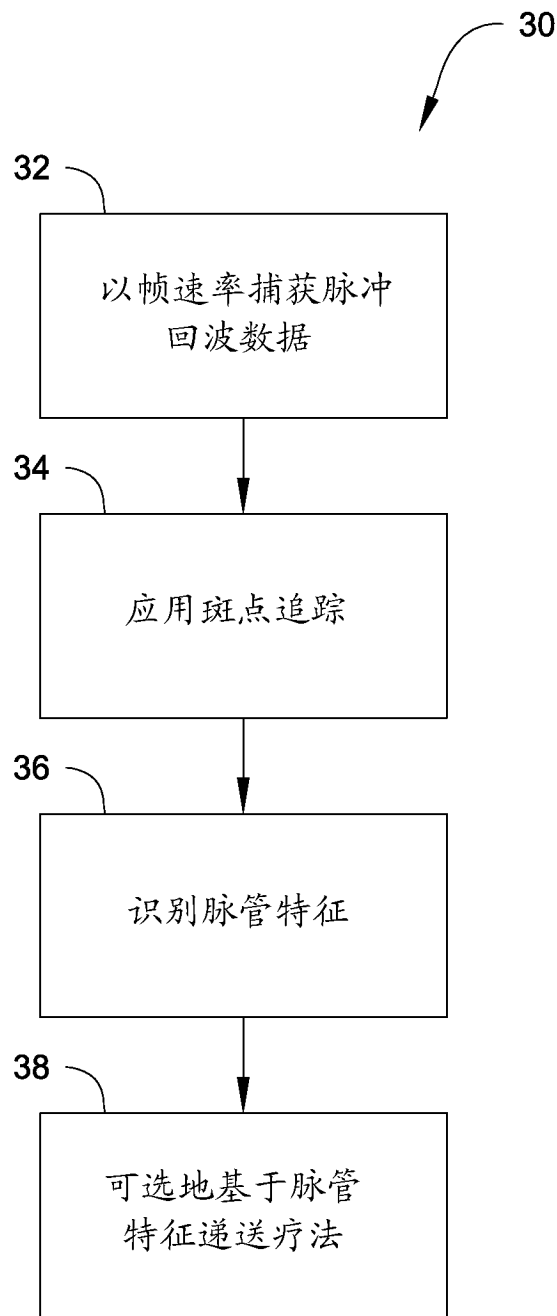 30
32
以帧速率捕获脉冲
回波数据
34
应用斑点追踪
36
识别脉管特征
38
可选地基于脉管
特征递送疗法